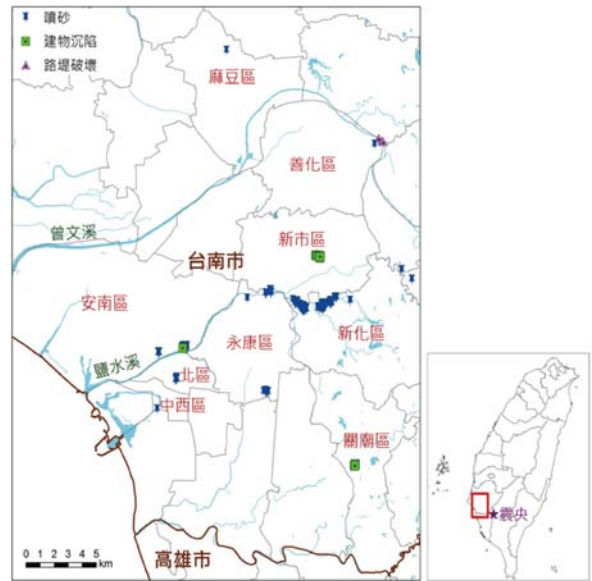 噴砂
建物沉陷
路堤破壞
麻豆區
善化區
曾文溪
新市區
台南市
安南區
永康區
新化區
鹽水溪
北區
中西區
關廟區
0 1 2 3 4 5
km
高雄市
震央